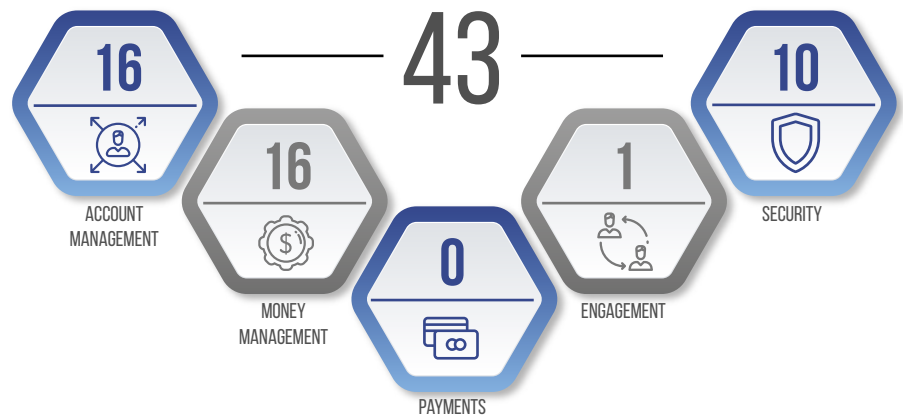 43
16
ACCOUNT
MANAGEMENT
16
$
MONEY
MANAGEMENT
0
PAYMENTS
1
ENGAGEMENT
10
SECURITY